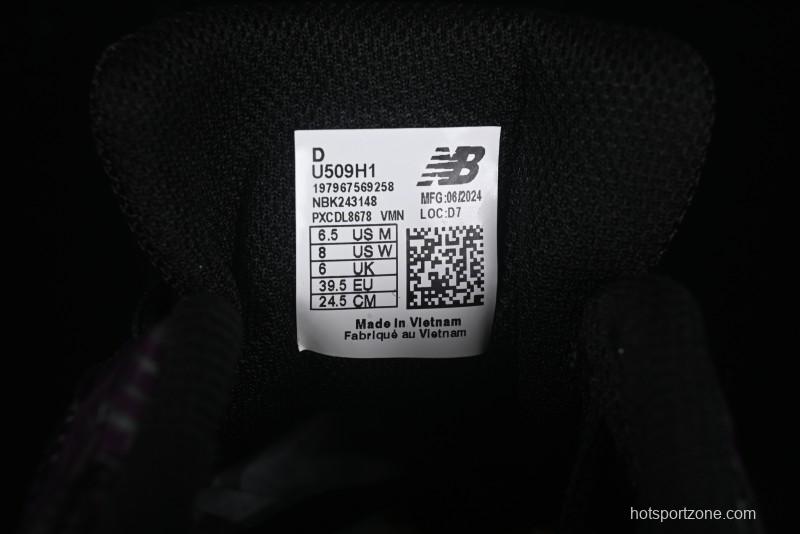 D
U509H1
197967569258
NBK243148
PXCDL8678 VMN
NB
MFG:06/2024
LOC:D7
6.5 US M
8 US W
6 UK
39.5 EU
24.5 CM
Made in Vietnam
Fabriqué au Vietnam
hotsportzone.com